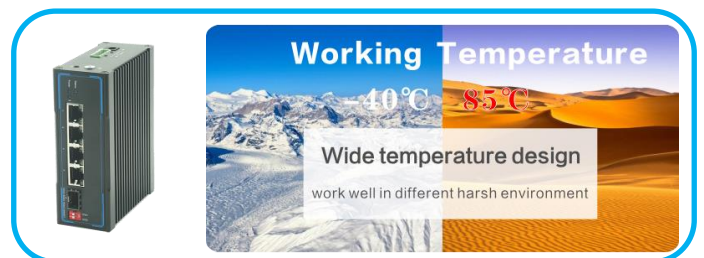 Working Temperature
-40℃ 85℃
Wide temperature design
work well in different harsh environment